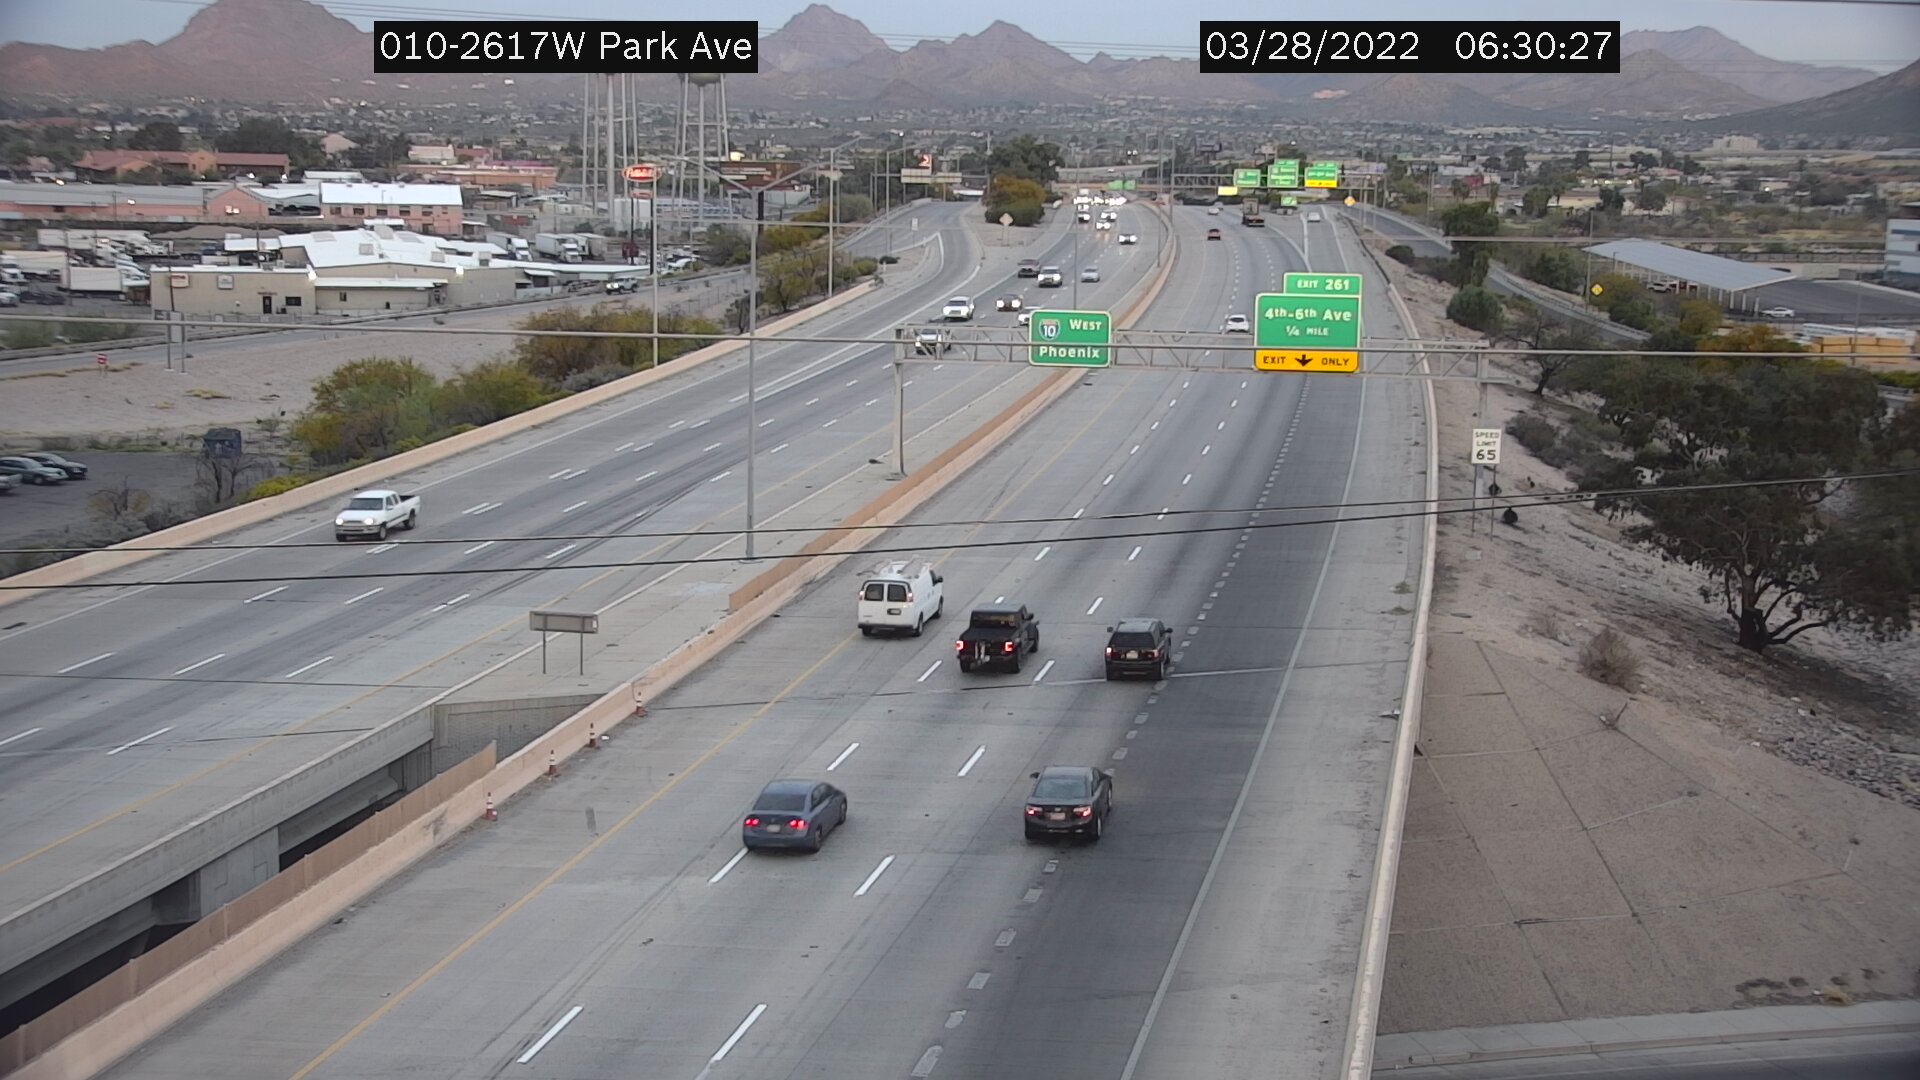 010-2617W Park Ave
03/28/2022 06:30:27
EXIT 261
4th-6th Ave
1/4 MILE
EXIT ONLY
10 WEST
Phoenix
SPEED
LIMIT
65